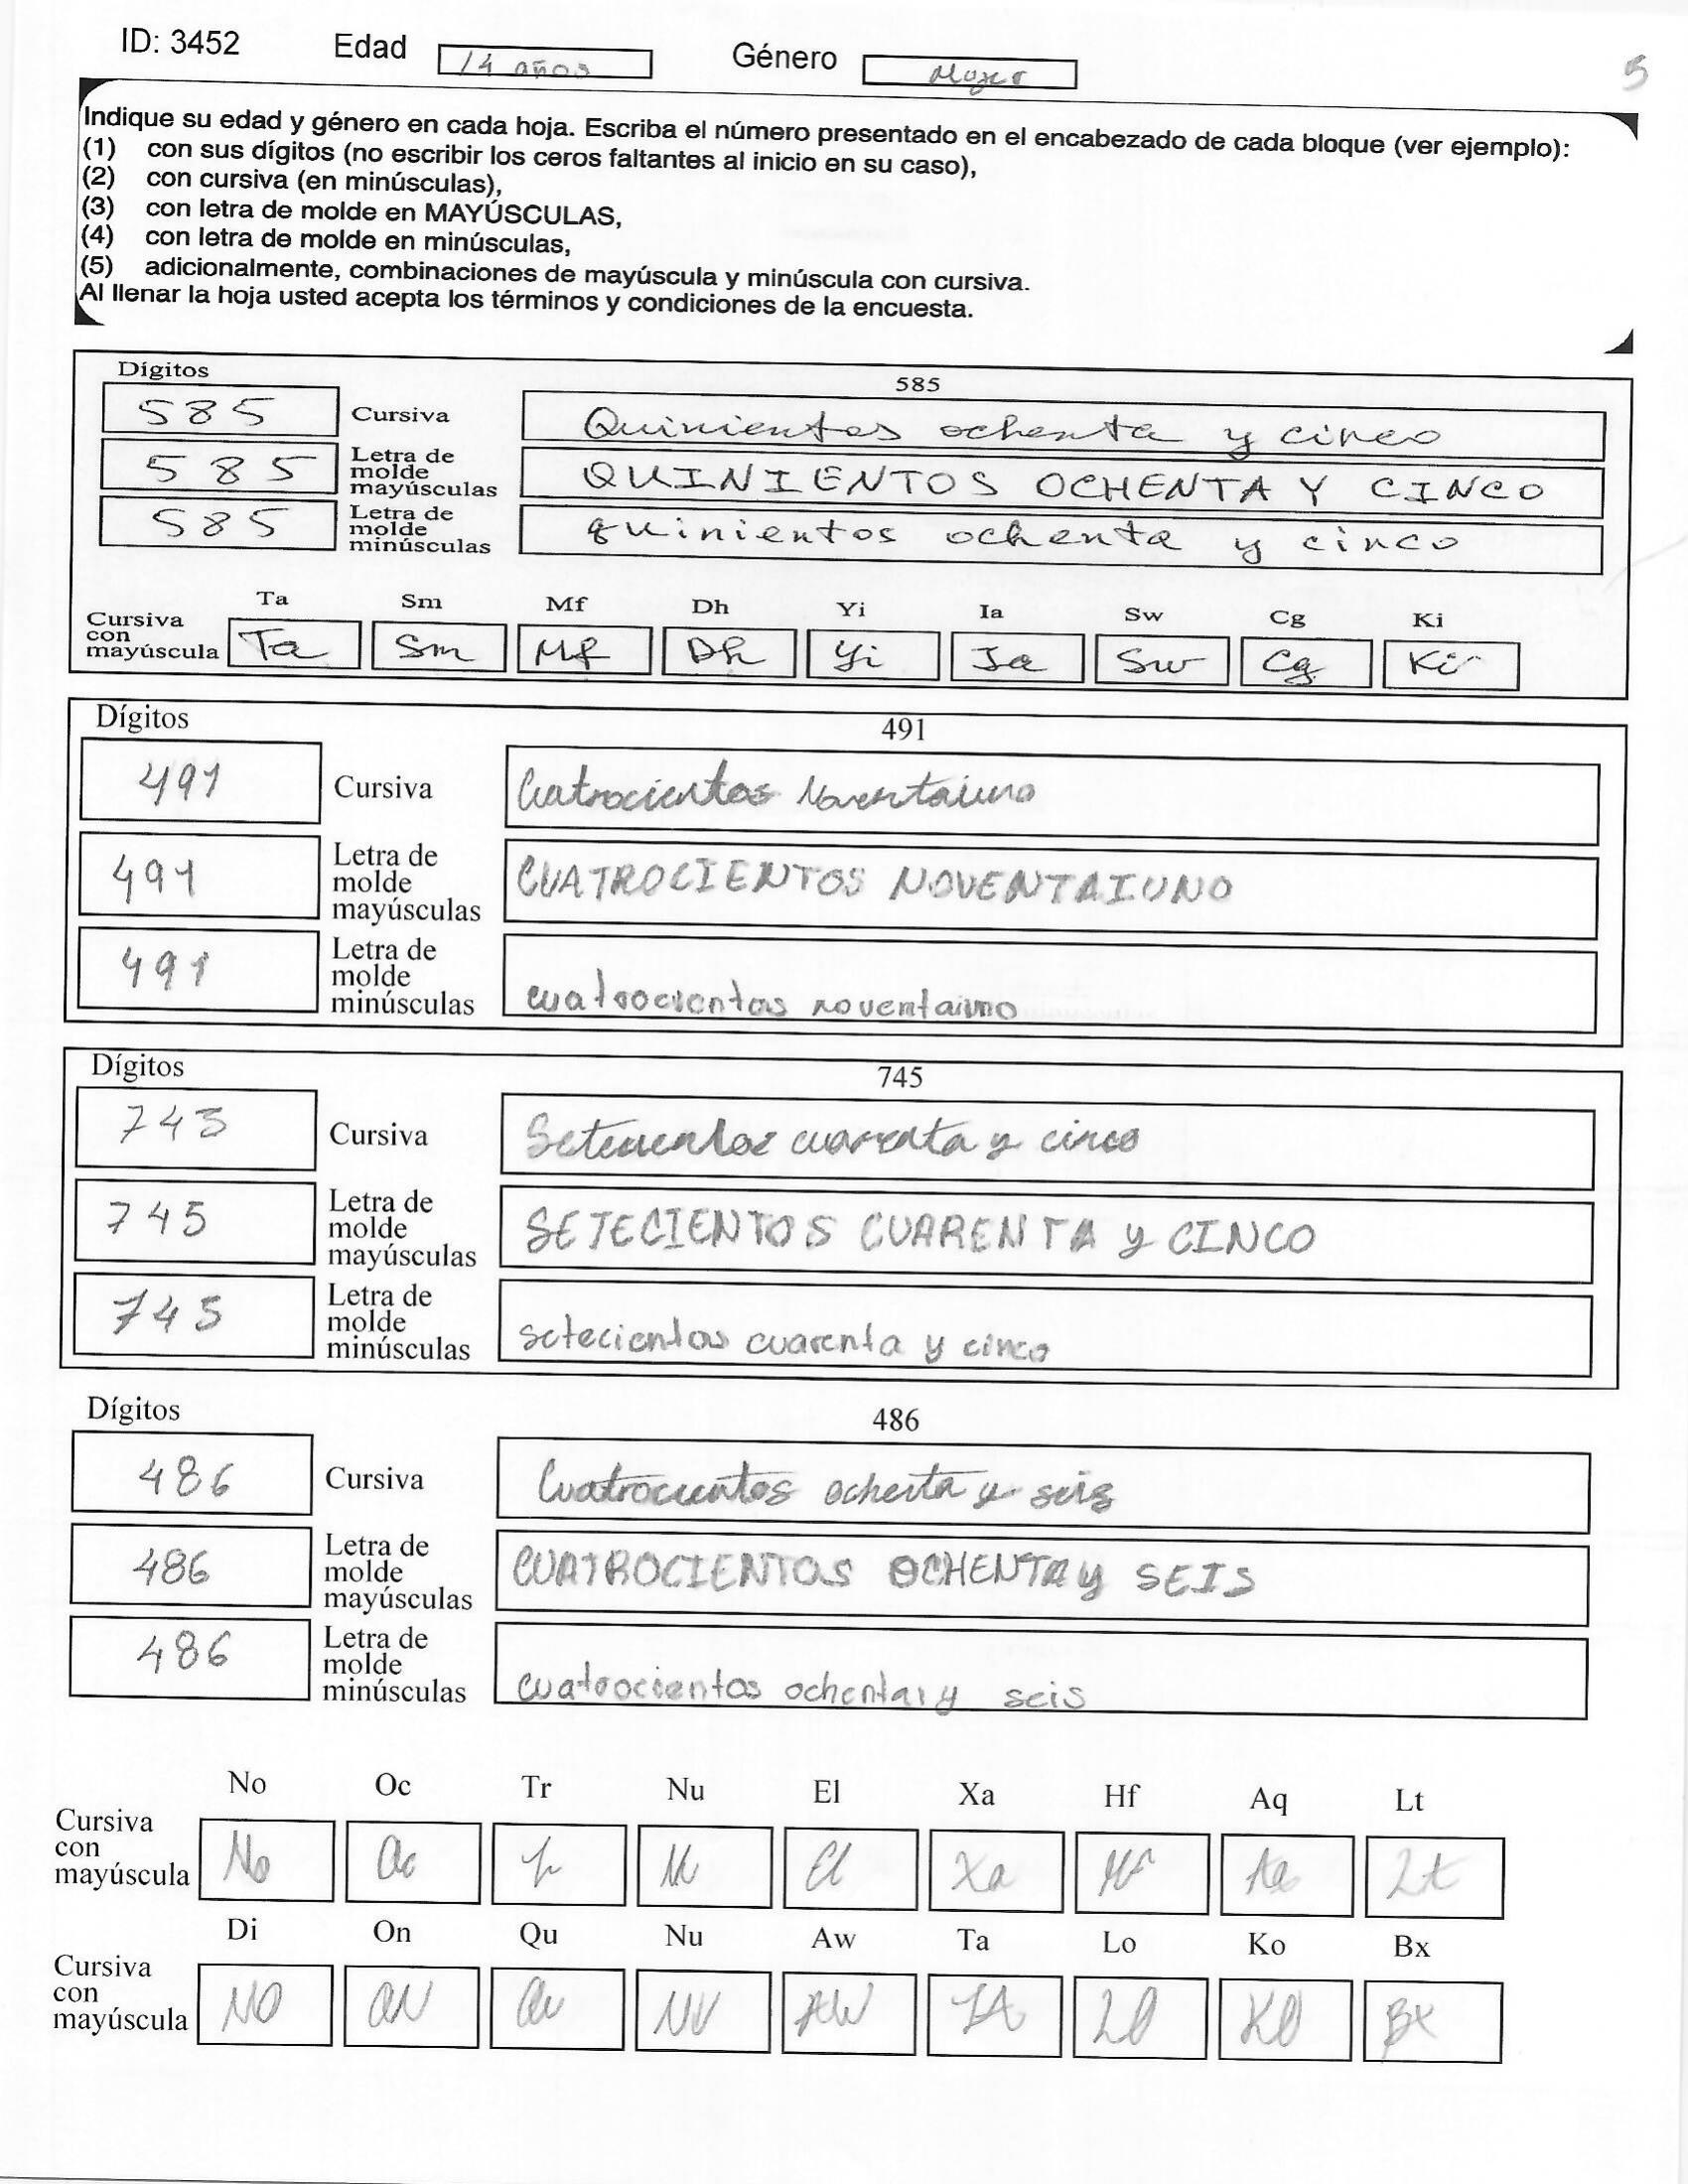 ID: 3452 Edad 14 años Género Mujer 5
Indique su edad y género en cada hoja. Escriba el número presentado en el encabezado de cada bloque (ver ejemplo):
(1) con sus dígitos (no escribir los ceros faltantes al inicio en su caso),
(2) con cursiva (en minúsculas),
(3) con letra de molde en MAYÚSCULAS,
(4) con letra de molde en minúsculas,
(5) adicionalmente, combinaciones de mayúscula y minúscula con cursiva.
Al llenar la hoja usted acepta los términos y condiciones de la encuesta.
Dígitos 585
585 Cursiva Quinientos ochenta y cinco
585 Letra de molde mayúsculas QUINIENTOS OCHENTA Y CINCO
585 Letra de molde minúsculas quinientos ochenta y cinco
Ta Sm Mf Dh Yi Ia Sw Cg Ki
Cursiva con mayúscula Ta Sm Mf Dh Yi Ia Sw Cg Ki
Dígitos 491
491 Cursiva Cuatrocientos Noventaiuno
491 Letra de molde mayúsculas CUATROCIENTOS NOVENTAIUNO
491 Letra de molde minúsculas cuatrocientos noventaiuno
Dígitos 745
745 Cursiva Setecientos cuarenta y cinco
745 Letra de molde mayúsculas SETECIENTOS CUARENTA y CINCO
745 Letra de molde minúsculas setecientos cuarenta y cinco
Dígitos 486
486 Cursiva Cuatrocientos ochenta y seis
486 Letra de molde mayúsculas CUATROCIENTOS OCHENTA y SEIS
486 Letra de molde minúsculas cuatrocientos ochentai y seis
No Oc Tr Nu El Xa Hf Aq Lt
Cursiva con mayúscula No Oc El Xa Hf Lt
Di On Qu Nu Aw Ta Lo Ko Bx
Cursiva con mayúscula NO ON Qu NU AW TA LO KO Bx